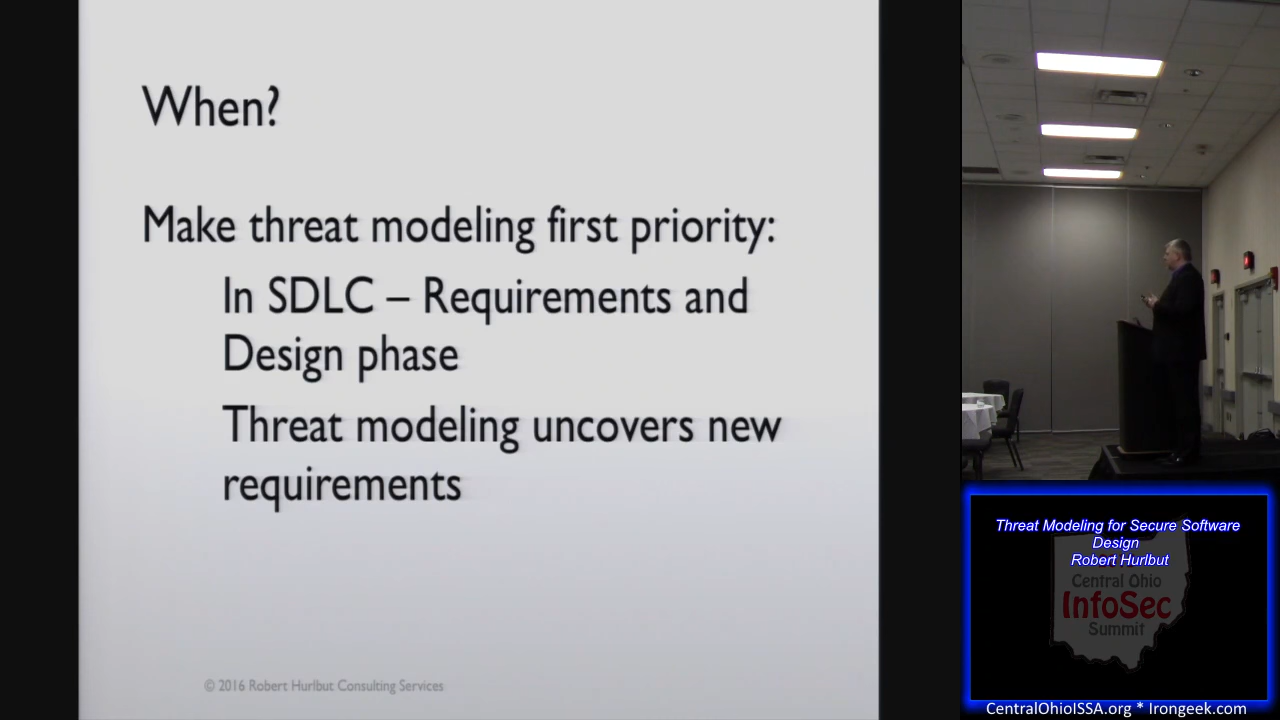 When?
Make threat modeling first priority:
In SDLC – Requirements and
Design phase
Threat modeling uncovers new
requirements
© 2016 Robert Hurlbut Consulting Services
Threat Modeling for Secure Software
Design
Robert Hurlbut
Central Ohio
InfoSec
Summit
CentralOhioISSA.org * Irongeek.com